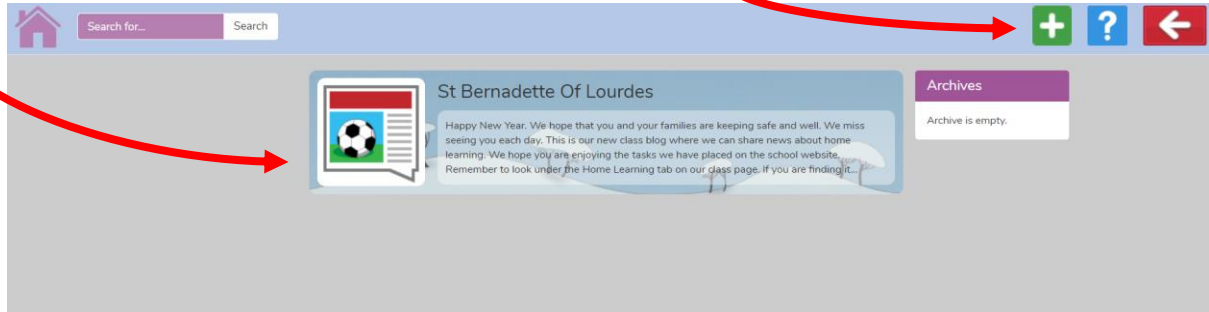 Search for... Search
St Bernadette Of Lourdes
Happy New Year. We hope that you and your families are keeping safe and well. We miss
seeing you each day. This is our new class blog where we can share news about home
learning. We hope you are enjoying the tasks we have placed on the school website.
Remember to look under the Home Learning tab on our class page. If you are finding it...
Archives
Archive is empty.